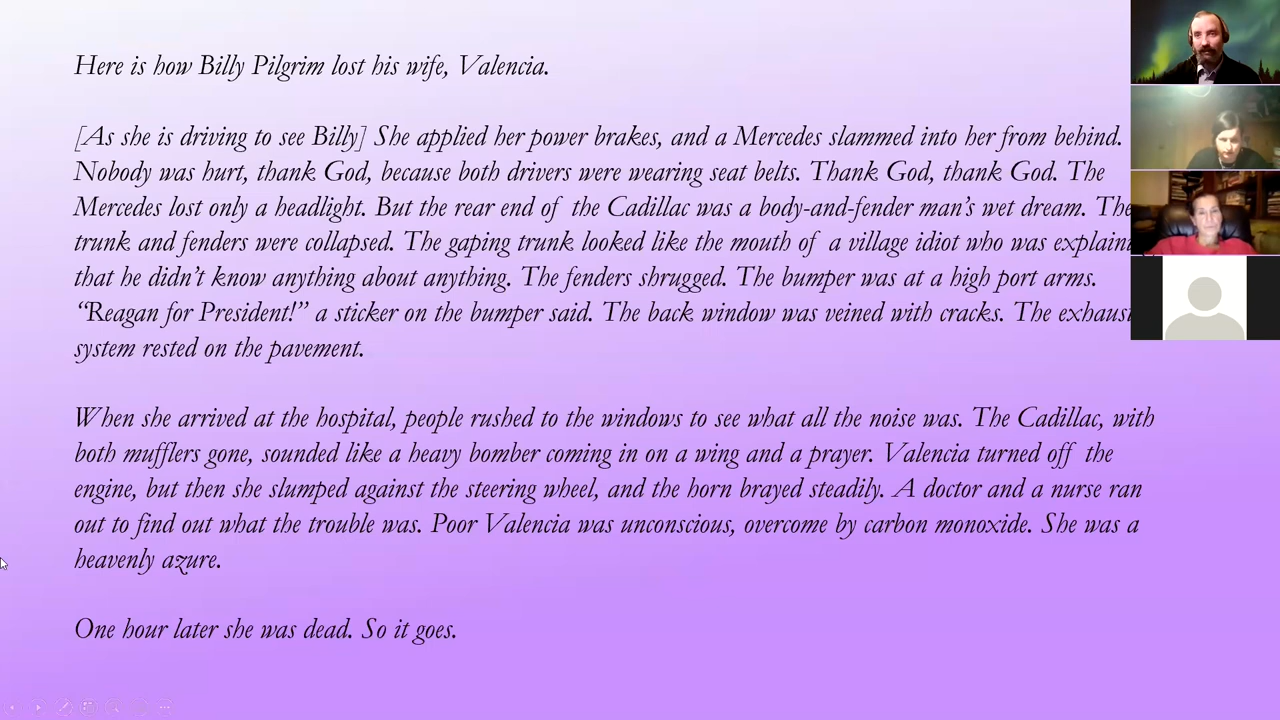 Here is how Billy Pilgrim lost his wife, Valencia.
[As she is driving to see Billy] She applied her power brakes, and a Mercedes slammed into her from behind.
Nobody was hurt, thank God, because both drivers were wearing seat belts. Thank God, thank God. The
Mercedes lost only a headlight. But the rear end of the Cadillac was a body-and-fender man's wet dream. The
trunk and fenders were collapsed. The gaping trunk looked like the mouth of a village idiot who was
that he didn't know anything about anything. The fenders shrugged. The bumper was at a high port arms.
“Reagan for President!” a sticker on the bumper said. The back window was veined with cracks. The exhaust
system rested on the pavement.
When she arrived at the hospital, people rushed to the windows to see what all the noise was. The Cadillac, with
both mufflers gone, sounded like a heavy bomber coming in on a wing and a prayer. Valencia turned off the
engine, but then she slumped against the steering wheel, and the horn brayed steadily. A doctor and a nurse ran
out to find out what the trouble was. Poor Valencia was unconscious, overcome by carbon monoxide. She was a
heavenly azure.
One hour later she was dead. So it goes.